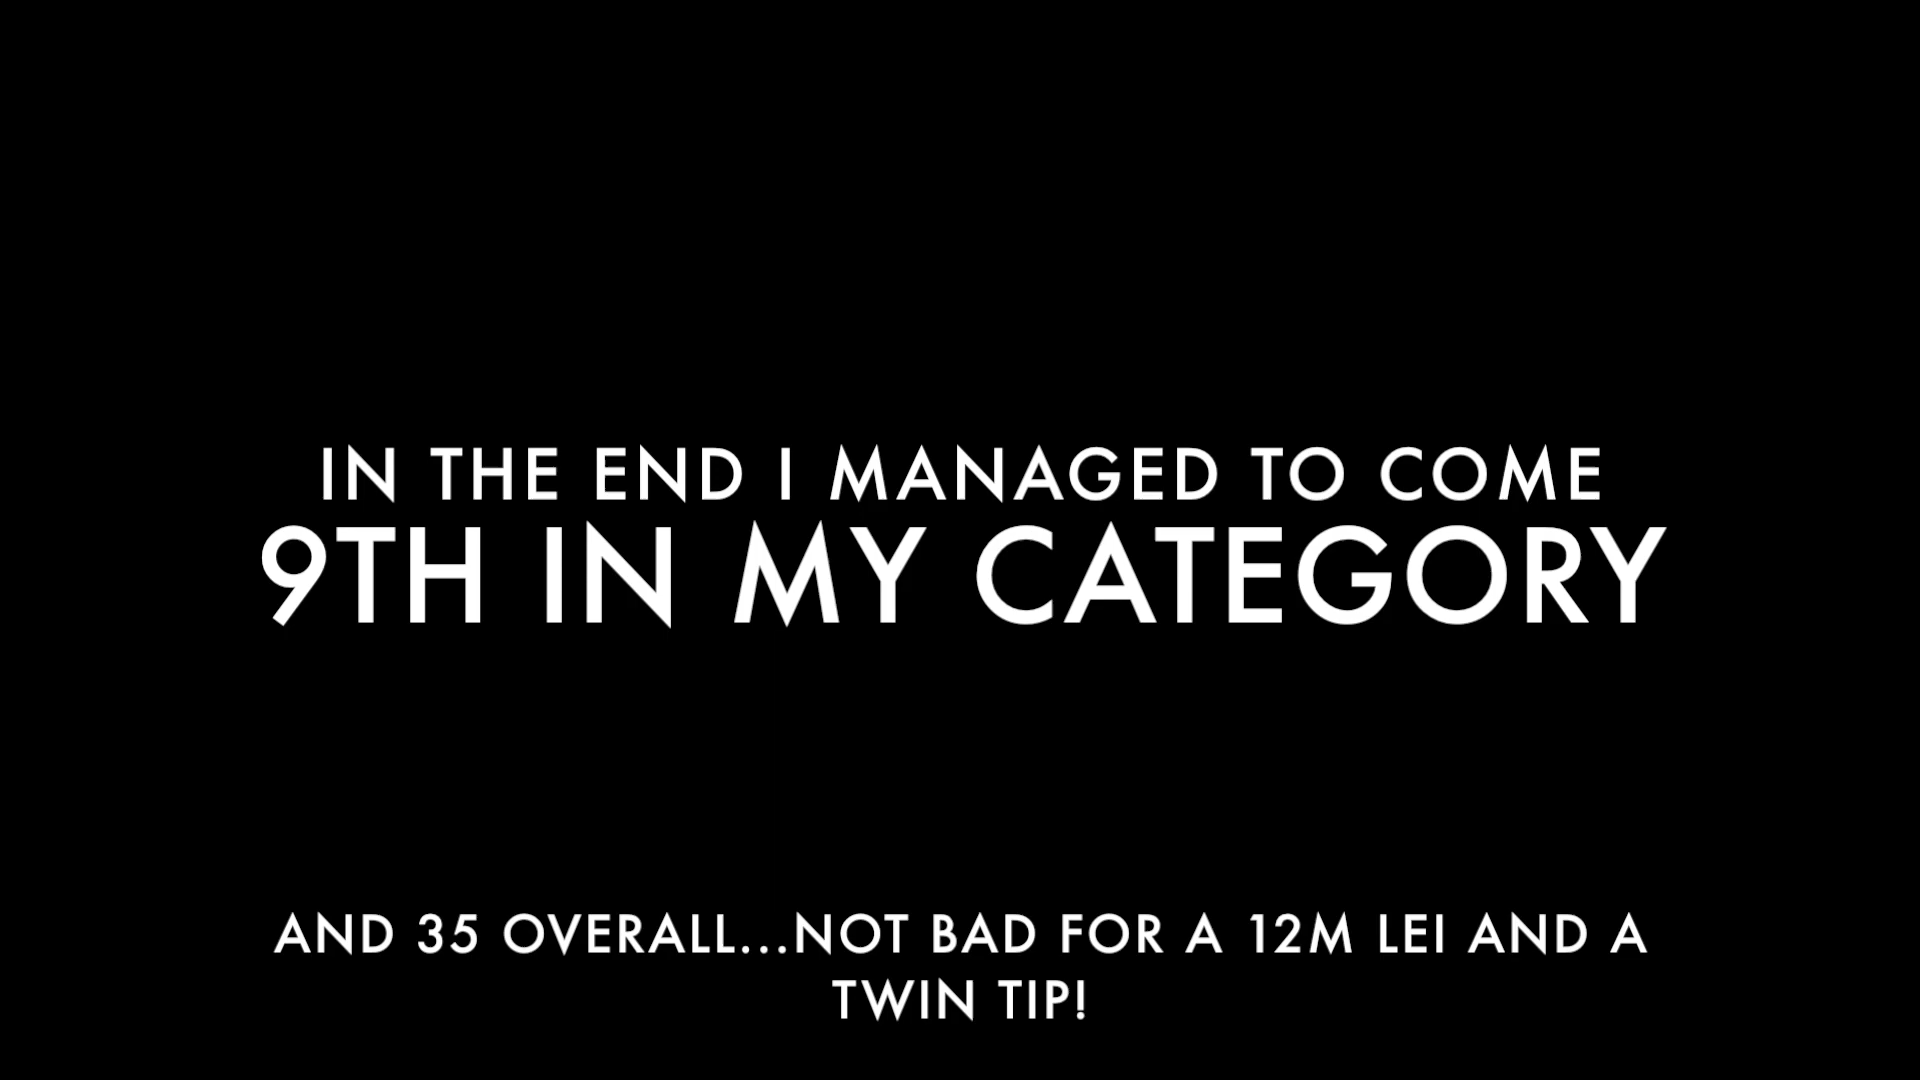 IN THE END I MANAGED TO COME
9TH IN MY CATEGORY
AND 35 OVERALL...NOT BAD FOR A 12M LEI AND A
TWIN TIP!